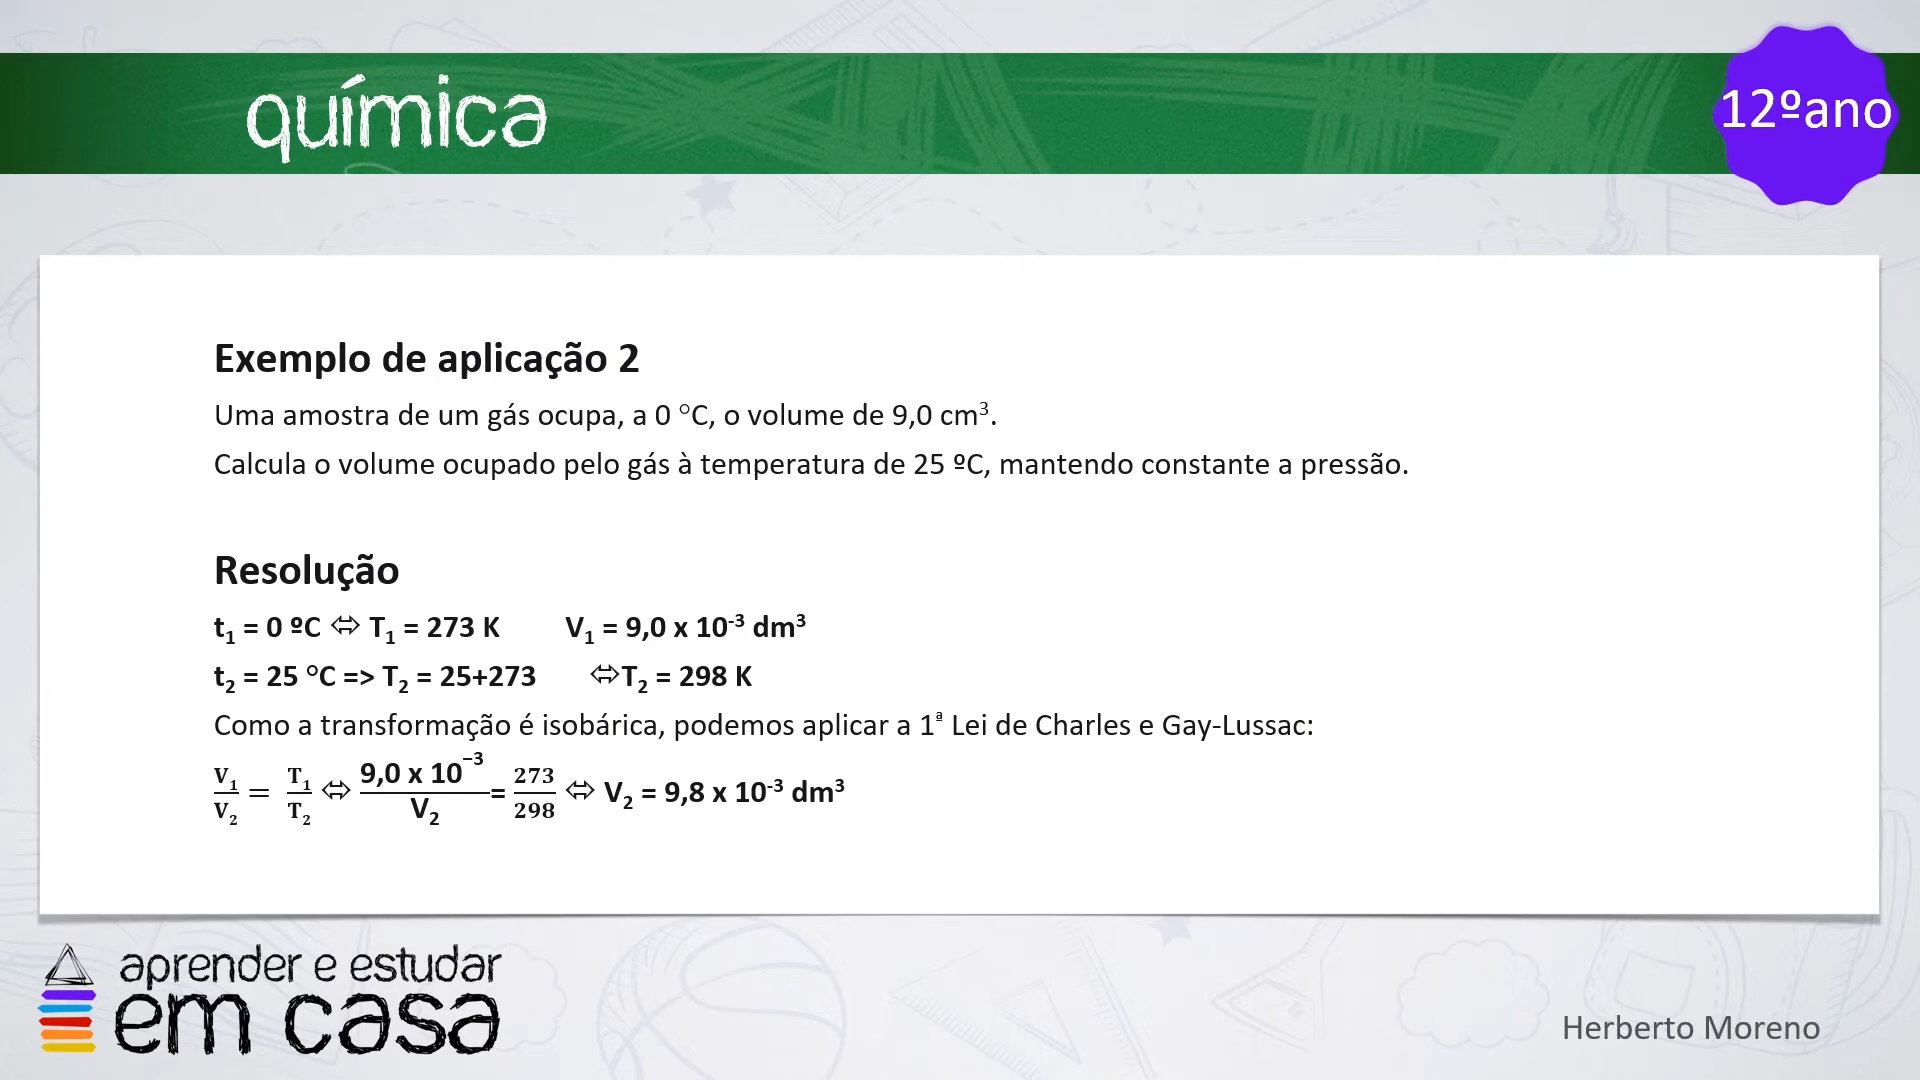 química
12ºano
Exemplo de aplicação 2
Uma amostra de um gás ocupa, a 0 °C, o volume de 9,0 cm³.
Calcula o volume ocupado pelo gás à temperatura de 25 ºC, mantendo constante a pressão.
Resolução
t₁ = 0 ºC ⬄ T₁ = 273 K V₁ = 9,0 x 10⁻³ dm³
t₂ = 25 °C => T₂ = 25+273 ⬄T₂ = 298 K
Como a transformação é isobárica, podemos aplicar a 1ª Lei de Charles e Gay-Lussac:
V₁/V₂ = T₁/T₂ ⬄ 9,0 x 10⁻³/V₂ = 273/298 ⬄ V₂ = 9,8 x 10⁻³ dm³
aprender e estudar
em casa
Herberto Moreno